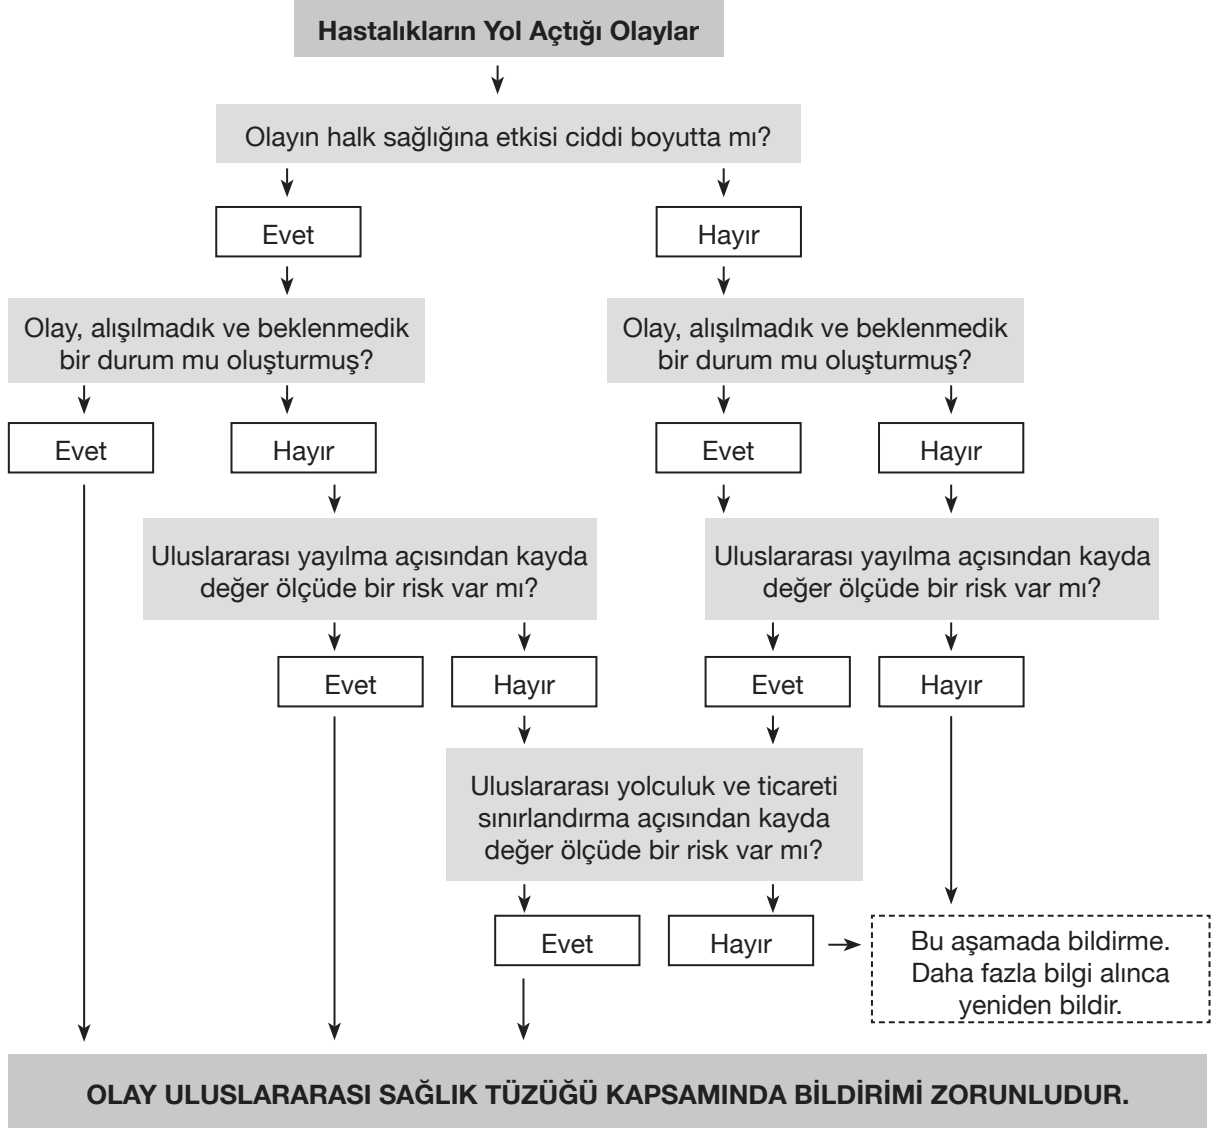 Hastalıkların Yol Açtığı Olaylar
Olayın halk sağlığına etkisi ciddi boyutta mı?
Evet
Hayır
Olay, alışılmadık ve beklenmedik
bir durum mu oluşturmuş?
Olay, alışılmadık ve beklenmedik
bir durum mu oluşturmuş?
Evet
Hayır
Evet
Hayır
Uluslararası yayılma açısından kayda
değer ölçüde bir risk var mı?
Uluslararası yayılma açısından kayda
değer ölçüde bir risk var mı?
Evet
Hayır
Evet
Hayır
Uluslararası yolculuk ve ticareti
sınırlandırma açısından kayda
değer ölçüde bir risk var mı?
Evet
Hayır
Bu aşamada bildirme.
Daha fazla bilgi alınca
yeniden bildir.
OLAY ULUSLARARASI SAĞLIK TÜZÜĞÜ KAPSAMINDA BİLDİRİMİ ZORUNLUDUR.